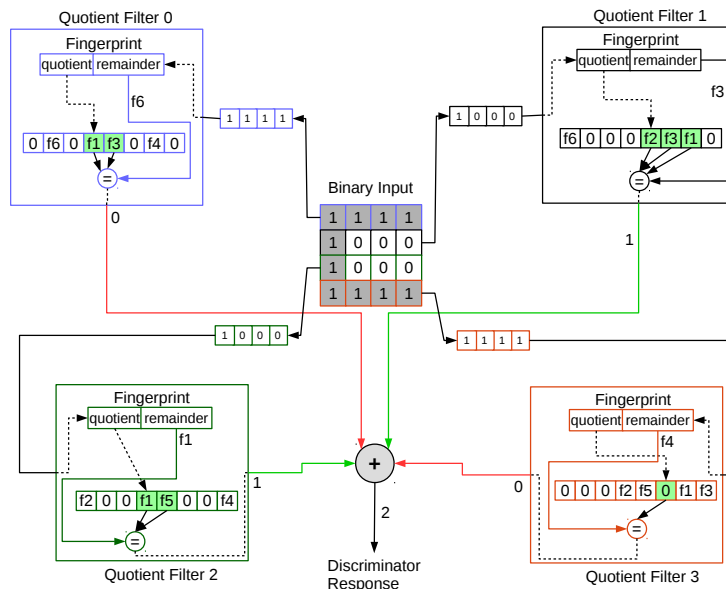 Quotient Filter 0
Fingerprint
quotient remainder
f6
0 f6 0 f1 f3 0 f4 0
=
0
1 1 1 1
Quotient Filter 1
Fingerprint
quotient remainder
f3
f6 0 0 0 f2 f3 f1 0
=
1
1 0 0 0
Binary Input
1 1 1 1
1 0 0 0
1 0 0 0
1 1 1 1
1 0 0 0
1 1 1 1
Fingerprint
quotient remainder
f1
f2 0 0 f1 f5 0 0 f4
=
1
Quotient Filter 2
+
2
Discriminator
Response
Fingerprint
quotient remainder
f4
0 0 0 f2 f5 0 f1 f3
=
0
Quotient Filter 3